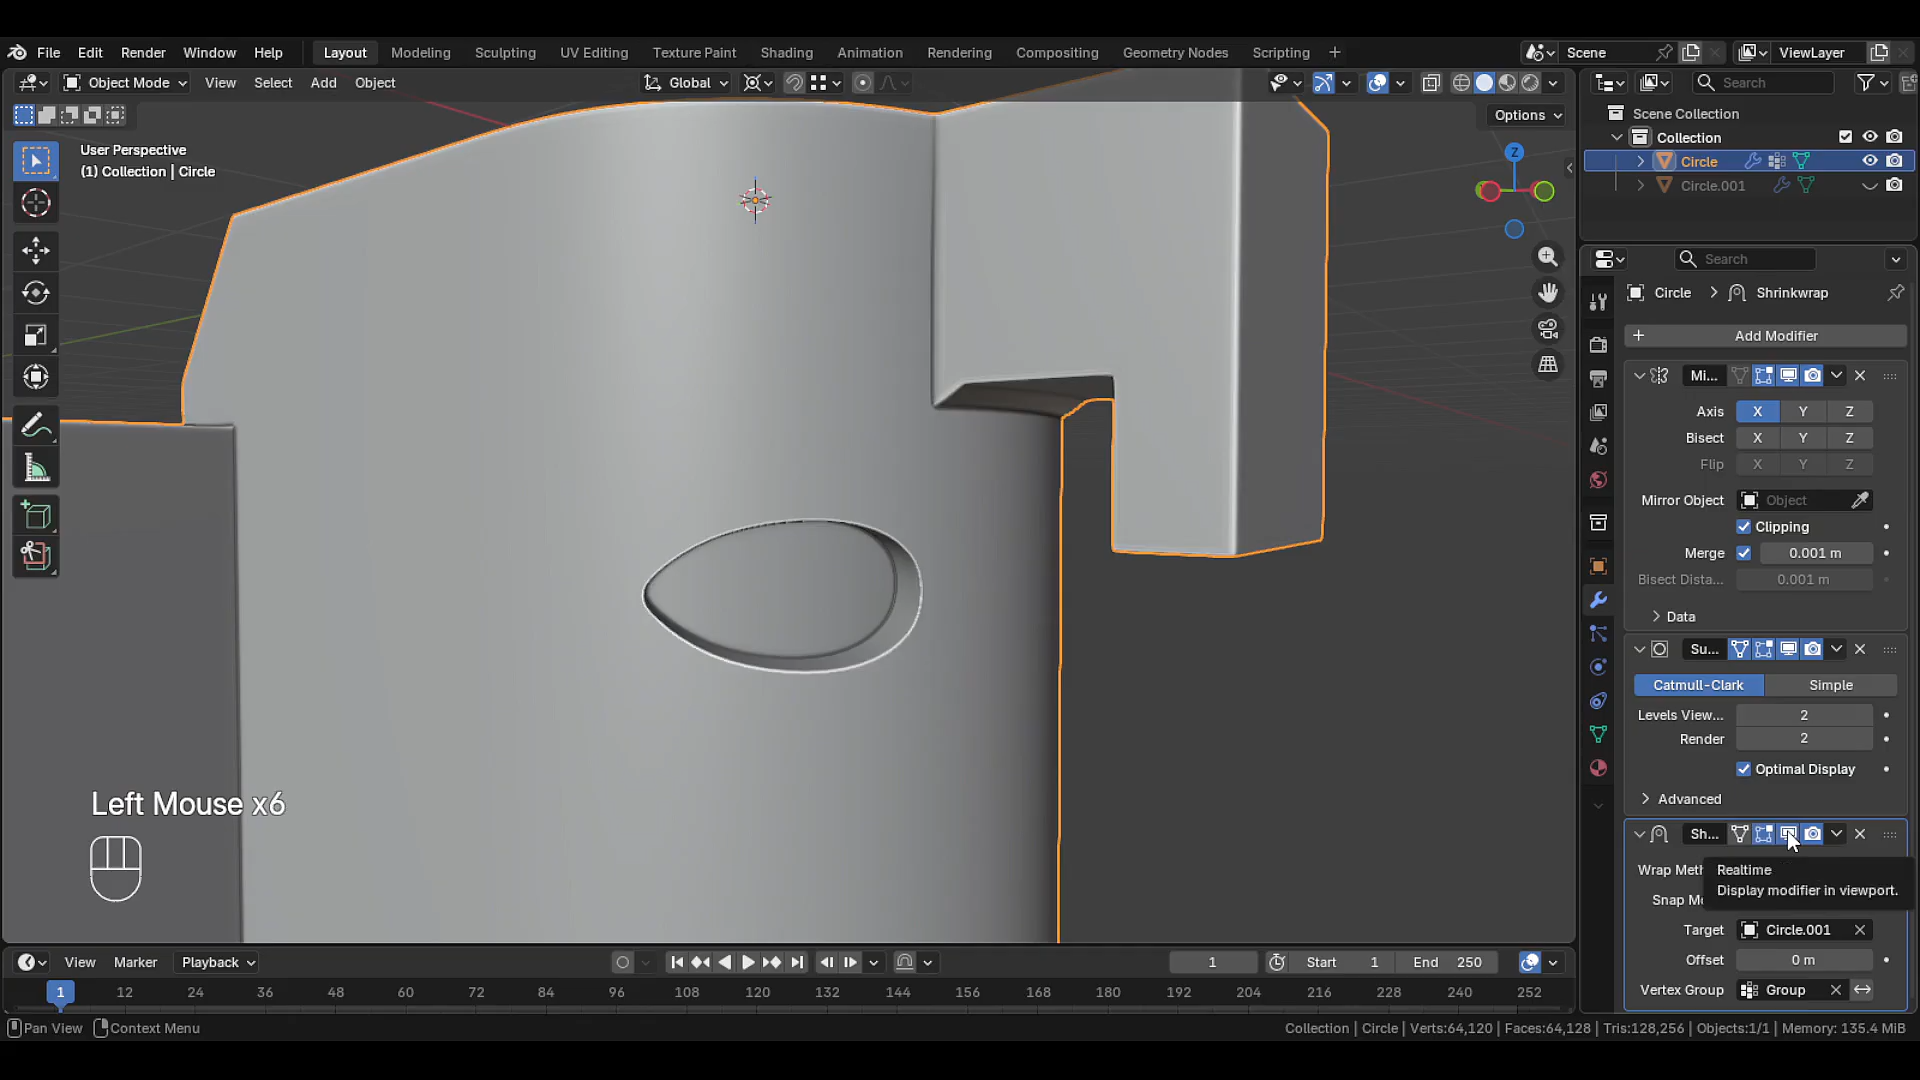 File Edit Render Window Help Layout Modeling Sculpting UV Editing Texture Paint Shading Animation Rendering Compositing Geometry Nodes Scripting + Scene ViewLayer
Object Mode View Select Add Object Global Search
Options
User Perspective
(1) Collection | Circle
Z
Scene Collection
Collection
Circle
Circle.001
Search
Circle > Shrinkwrap
+ Add Modifier
Mi...
Axis X Y Z
Bisect X Y Z
Flip X Y Z
Mirror Object Object
Clipping
Merge 0.001 m
Bisect Dista... 0.001 m
Data
Su...
Catmull-Clark Simple
Levels View... 2
Render 2
Optimal Display
Advanced
Sh...
Wrap Meth
Realtime
Display modifier in viewport.
Snap Mo
Target Circle.001
Offset 0 m
Vertex Group Group
Left Mouse x6
View Marker Playback 1 Start 1 End 250
1 12 24 36 48 60 72 84 96 108 120 132 144 156 168 180 192 204 216 228 240 252
Pan View Context Menu Collection | Circle | Verts:64,120 | Faces:64,128 | Tris:128,256 | Objects:1/1 | Memory: 135.4 MiB